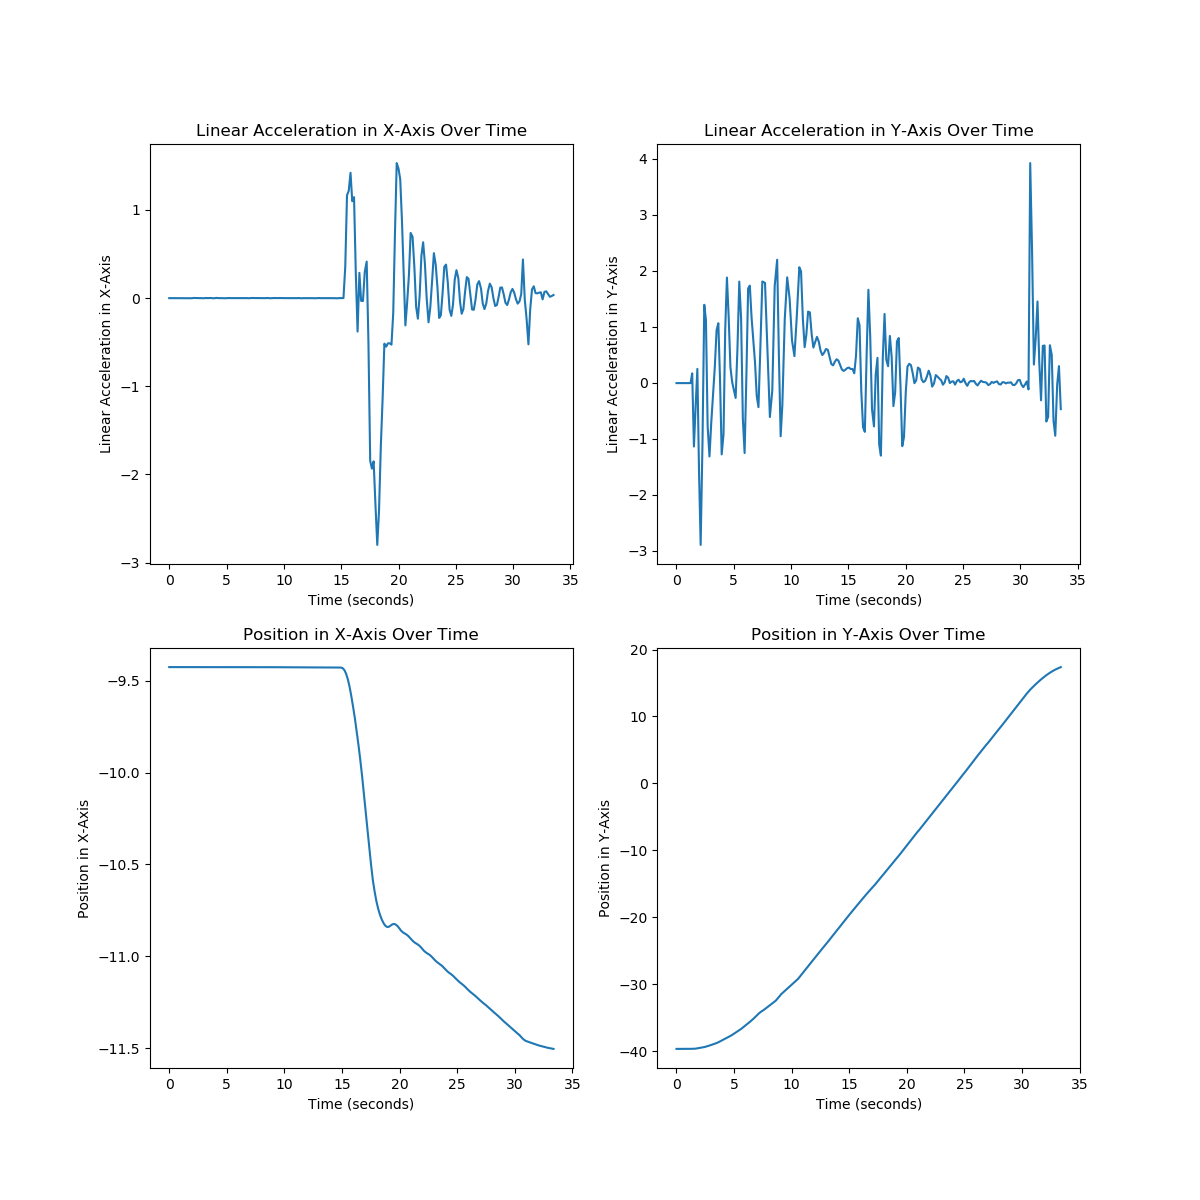 Linear Acceleration in X-Axis Over Time
Linear Acceleration in X-Axis
1
0
−1
−2
−3
0 5 10 15 20 25 30 35
Time (seconds)
Linear Acceleration in Y-Axis Over Time
Linear Acceleration in Y-Axis
4
3
2
1
0
−1
−2
−3
0 5 10 15 20 25 30 35
Time (seconds)
Position in X-Axis Over Time
Position in X-Axis
−9.5
−10.0
−10.5
−11.0
−11.5
0 5 10 15 20 25 30 35
Time (seconds)
Position in Y-Axis Over Time
Position in Y-Axis
20
10
0
−10
−20
−30
−40
0 5 10 15 20 25 30 35
Time (seconds)